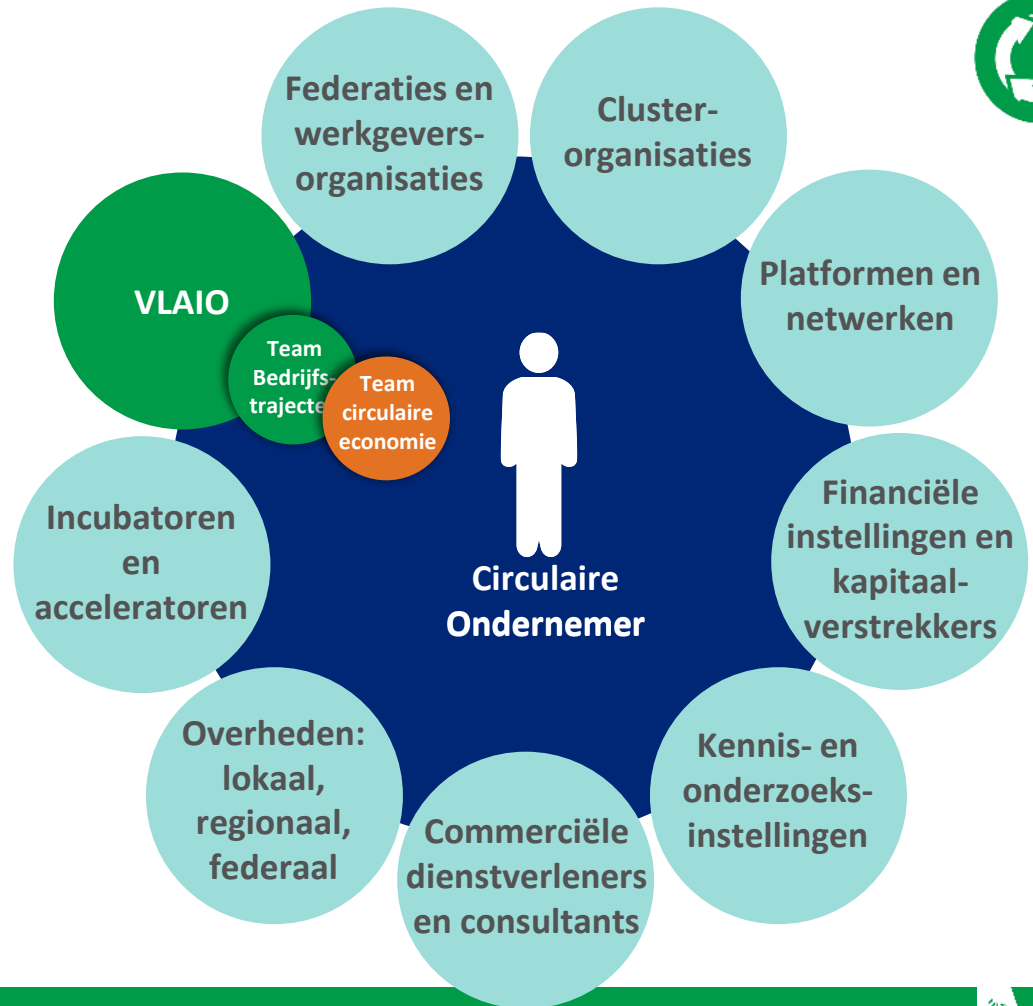 Federaties en
werkgevers-
organisaties
Cluster-
organisaties
Platformen en
netwerken
VLAIO
Team
Bedrijfs-
trajecte
Team
circulaire
economie
Financiële
instellingen en
kapitaal-
verstrekkers
Incubatoren
en
acceleratoren
Circulaire
Ondernemer
Kennis- en
onderzoeks-
instellingen
Overheden:
lokaal,
regionaal,
federaal
Commerciële
dienstverleners
en consultants